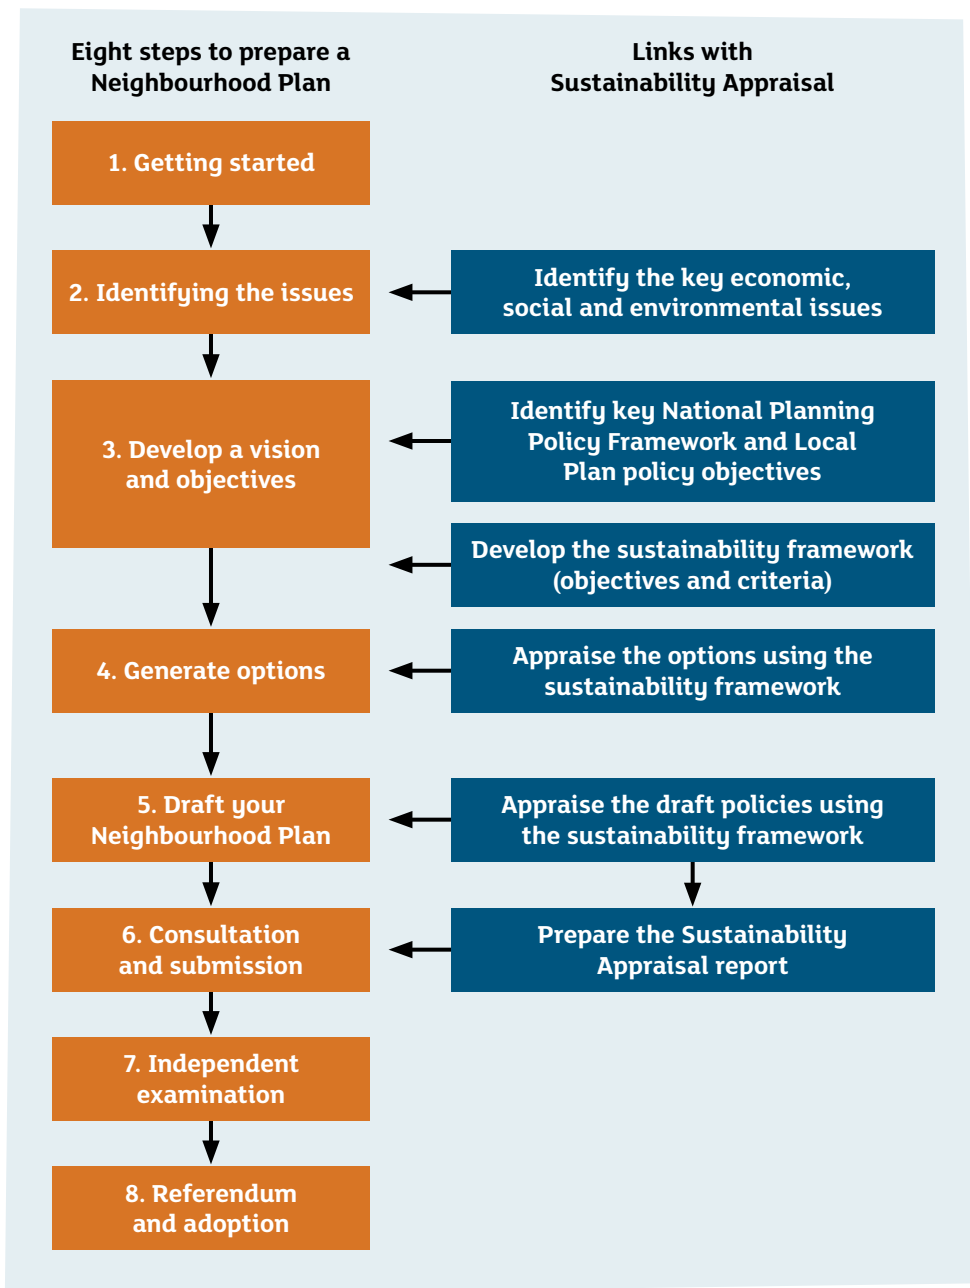 Eight steps to prepare a
Neighbourhood Plan
Links with
Sustainability Appraisal
1. Getting started
2. Identifying the issues
Identify the key economic,
social and environmental issues
3. Develop a vision
and objectives
Identify key National Planning
Policy Framework and Local
Plan policy objectives
Develop the sustainability framework
(objectives and criteria)
4. Generate options
Appraise the options using the
sustainability framework
5. Draft your
Neighbourhood Plan
Appraise the draft policies using
the sustainability framework
6. Consultation
and submission
Prepare the Sustainability
Appraisal report
7. Independent
examination
8. Referendum
and adoption